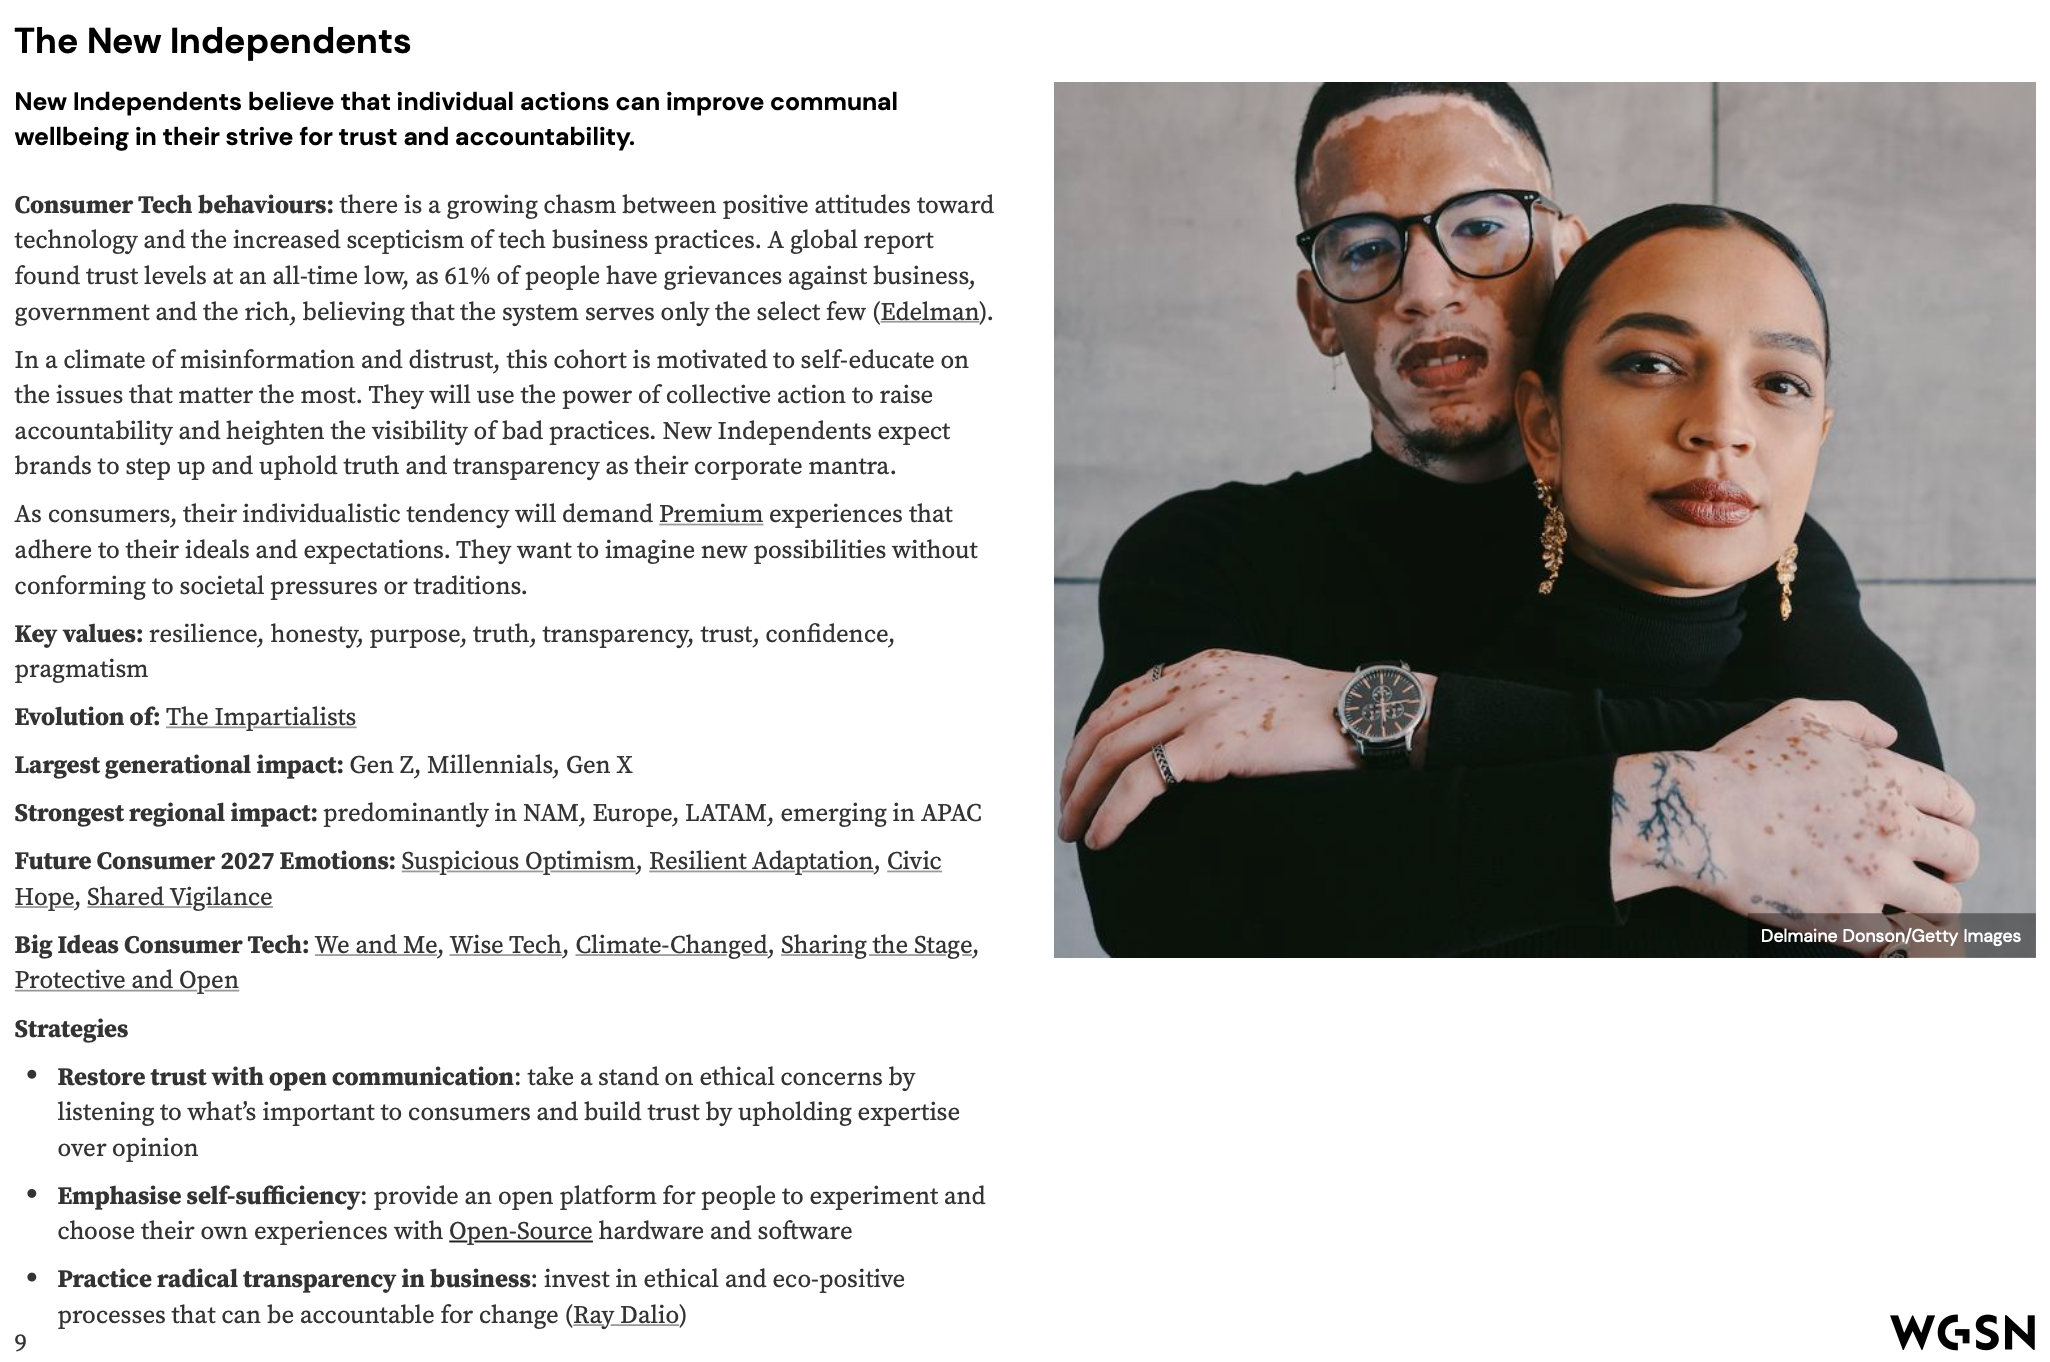 The New Independents
New Independents believe that individual actions can improve communal
wellbeing in their strive for trust and accountability.
Consumer Tech behaviours: there is a growing chasm between positive attitudes toward
technology and the increased scepticism of tech business practices. A global report
found trust levels at an all-time low, as 61% of people have grievances against business,
government and the rich, believing that the system serves only the select few (Edelman).
In a climate of misinformation and distrust, this cohort is motivated to self-educate on
the issues that matter the most. They will use the power of collective action to raise
accountability and heighten the visibility of bad practices. New Independents expect
brands to step up and uphold truth and transparency as their corporate mantra.
As consumers, their individualistic tendency will demand Premium experiences that
adhere to their ideals and expectations. They want to imagine new possibilities without
conforming to societal pressures or traditions.
Key values: resilience, honesty, purpose, truth, transparency, trust, confidence,
pragmatism
Evolution of: The Impartialists
Largest generational impact: Gen Z, Millennials, Gen X
Strongest regional impact: predominantly in NAM, Europe, LATAM, emerging in APAC
Future Consumer 2027 Emotions: Suspicious Optimism, Resilient Adaptation, Civic
Hope, Shared Vigilance
Big Ideas Consumer Tech: We and Me, Wise Tech, Climate-Changed, Sharing the Stage,
Protective and Open
Strategies
• Restore trust with open communication: take a stand on ethical concerns by
listening to what’s important to consumers and build trust by upholding expertise
over opinion
• Emphasise self-sufficiency: provide an open platform for people to experiment and
choose their own experiences with Open-Source hardware and software
• Practice radical transparency in business: invest in ethical and eco-positive
processes that can be accountable for change (Ray Dalio)
9
Delmaine Donson/Getty Images
WGSN